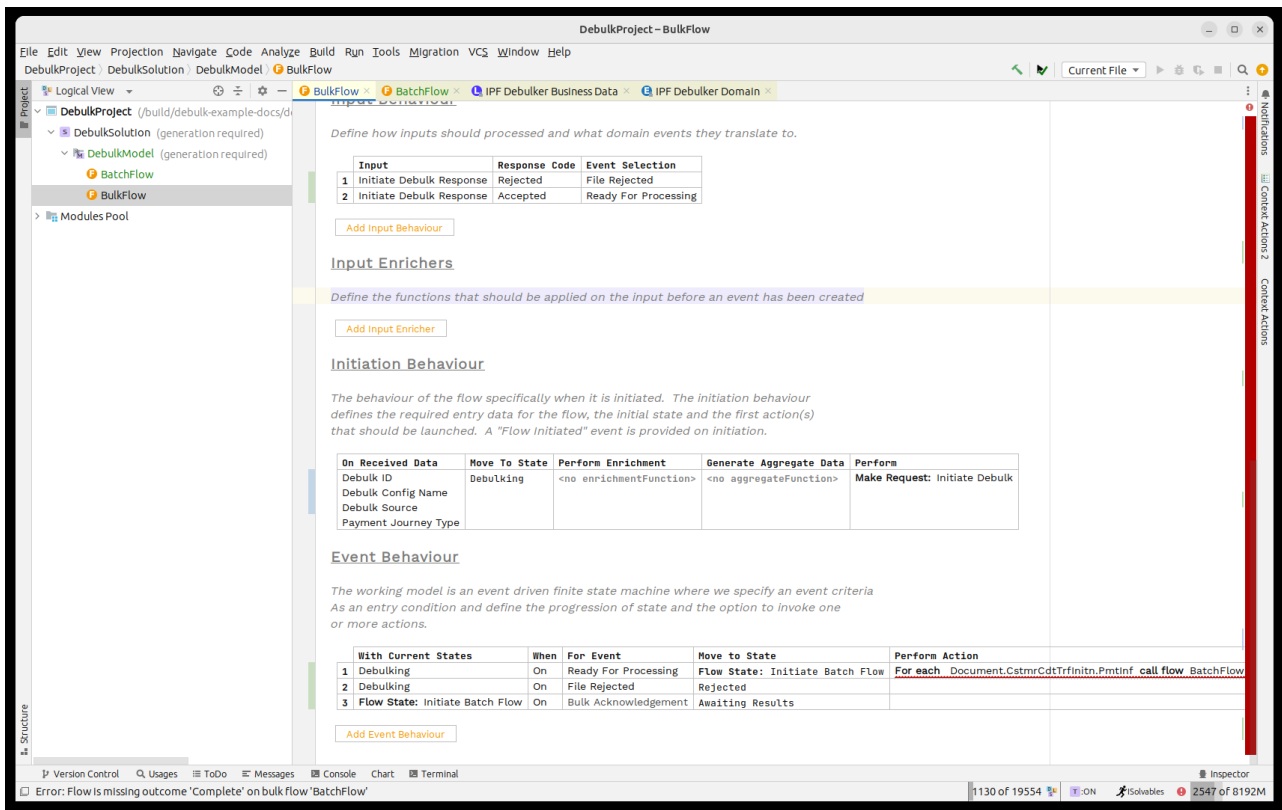 DebulkProject – BulkFlow
File Edit View Projection Navigate Code Analyze Build Run Tools Migration VCS Window Help
DebulkProject DebulkSolution DebulkModel BulkFlow
Current File
Logical View
BulkFlow BatchFlow IPF Debulker Business Data IPF Debulker Domain
Project
DebulkProject (/build/debulk-example-docs/d
DebulkSolution (generation required)
DebulkModel (generation required)
BatchFlow
BulkFlow
Modules Pool
Structure
Input Behaviour
Define how inputs should processed and what domain events they translate to.
Input Response Code Event Selection
1 Initiate Debulk Response Rejected File Rejected
2 Initiate Debulk Response Accepted Ready For Processing
Add Input Behaviour
Input Enrichers
Define the functions that should be applied on the input before an event has been created
Add Input Enricher
Initiation Behaviour
The behaviour of the flow specifically when it is initiated. The initiation behaviour
defines the required entry data for the flow, the initial state and the first action(s)
that should be launched. A "Flow Initiated" event is provided on initiation.
On Received Data Move To State Perform Enrichment Generate Aggregate Data Perform
Debulk ID Debulking <no enrichmentFunction> <no aggregateFunction> Make Request: Initiate Debulk
Debulk Config Name
Debulk Source
Payment Journey Type
Event Behaviour
The working model is an event driven finite state machine where we specify an event criteria
As an entry condition and define the progression of state and the option to invoke one
or more actions.
With Current States When For Event Move to State Perform Action
1 Debulking On Ready For Processing Flow State: Initiate Batch Flow For each Document.CstmrCdtTrfInitn.PmtInf call flow BatchFlow
2 Debulking On File Rejected Rejected
3 Flow State: Initiate Batch Flow On Bulk Acknowledgement Awaiting Results
Add Event Behaviour
Notifications
Context Actions 2
Context Actions
Version Control Usages ToDo Messages Console Chart Terminal Inspector
Error: Flow is missing outcome 'Complete' on bulk flow 'BatchFlow' 1130 of 19554 T:ON !Solvables 2547 of 8192M